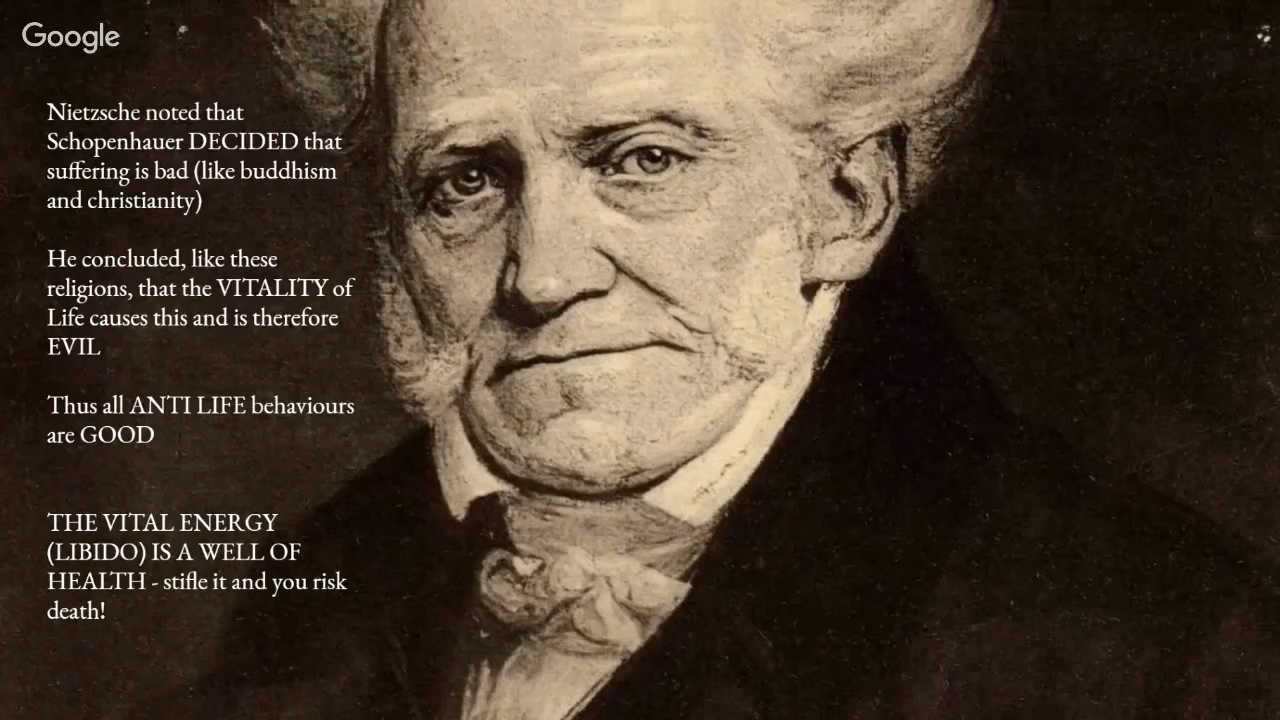 Google
Nietzsche noted that
Schopenhauer DECIDED that
suffering is bad (like buddhism
and christianity)
He concluded, like these
religions, that the VITALITY of
Life causes this and is therefore
EVIL
Thus all ANTI LIFE behaviours
are GOOD
THE VITAL ENERGY
(LIBIDO) IS A WELL OF
HEALTH - stifle it and you risk
death!